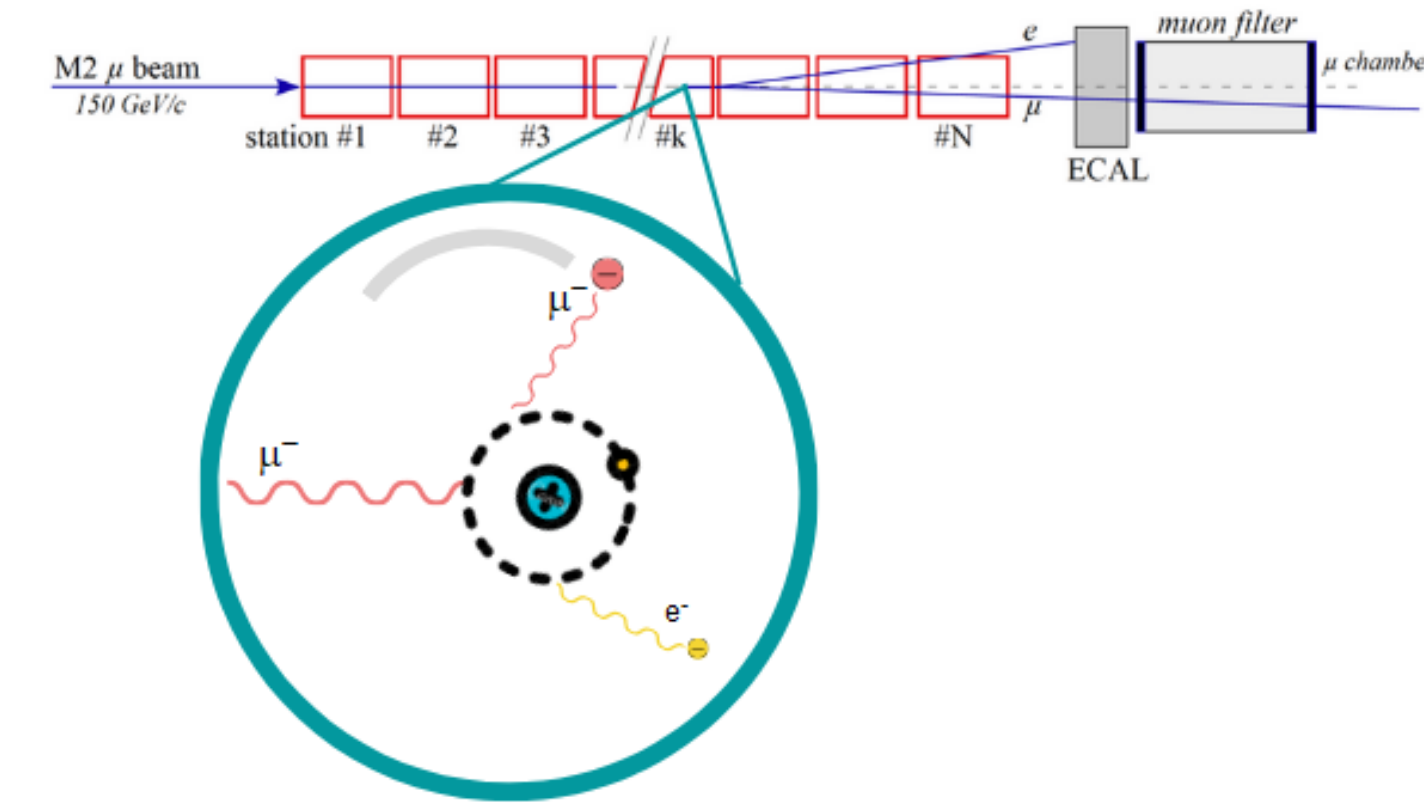 M2 μ beam
150 GeV/c
station #1
#2
#3
#k
#N
e
μ
ECAL
muon filter
μ chambe
μ⁻
μ⁻
e⁻